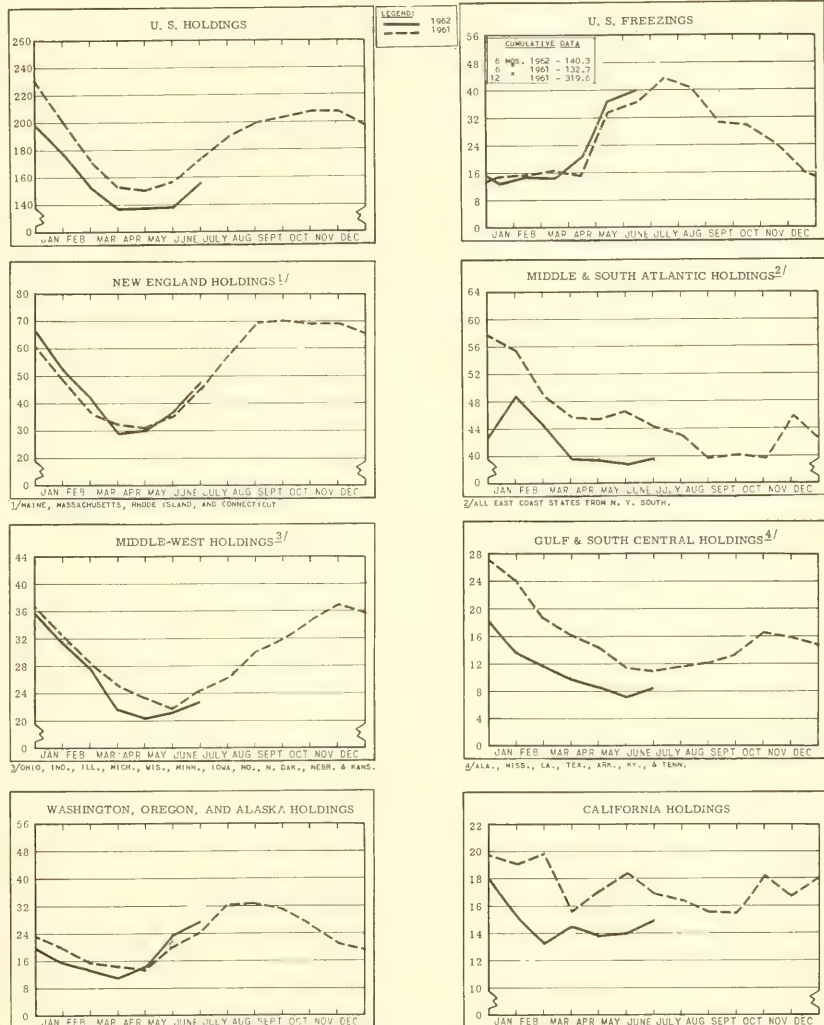 LEGEND:
1962
1961
U. S. HOLDINGS
260
240
220
200
180
160
140
0
JAN FEB MAR APR MAY JUNE JULY AUG SEPT OCT NOV DEC
U. S. FREEZINGS
CUMULATIVE DATA
6 MOS. 1962 - 140.3
6 " 1961 - 132.7
12 " 1961 - 319.6
56
48
40
32
24
16
8
0
JAN FEB MAR APR MAY JUNE JULY AUG SEPT OCT NOV DEC
NEW ENGLAND HOLDINGS 1/
80
70
60
50
40
30
20
0
JAN FEB MAR APR MAY JUNE JULY AUG SEPT OCT NOV DEC
1/MAINE, MASSACHUSETTS, RHODE ISLAND, AND CONNECTICUT
MIDDLE & SOUTH ATLANTIC HOLDINGS 2/
64
60
56
52
48
44
40
0
JAN FEB MAR APR MAY JUNE JULY AUG SEPT OCT NOV DEC
2/ALL EAST COAST STATES FROM N. Y. SOUTH.
MIDDLE-WEST HOLDINGS 3/
44
40
36
32
28
24
20
0
JAN FEB MAR APR MAY JUNE JULY AUG SEPT OCT NOV DEC
3/OHIO, IND., ILL., MICH., WIS., MINN., IOWA, MO., N. DAK., NEBR. & KANS.
GULF & SOUTH CENTRAL HOLDINGS 4/
28
24
20
16
12
8
4
0
JAN FEB MAR APR MAY JUNE JULY AUG SEPT OCT NOV DEC
4/ALA., MISS., LA., TEX., ARK., KY., & TENN.
WASHINGTON, OREGON, AND ALASKA HOLDINGS
56
48
40
32
24
16
8
0
JAN FEB MAR APR MAY JUNE JULY AUG SEPT OCT NOV DEC
CALIFORNIA HOLDINGS
22
20
18
16
14
12
10
0
JAN FEB MAR APR MAY JUNE JULY AUG SEPT OCT NOV DEC